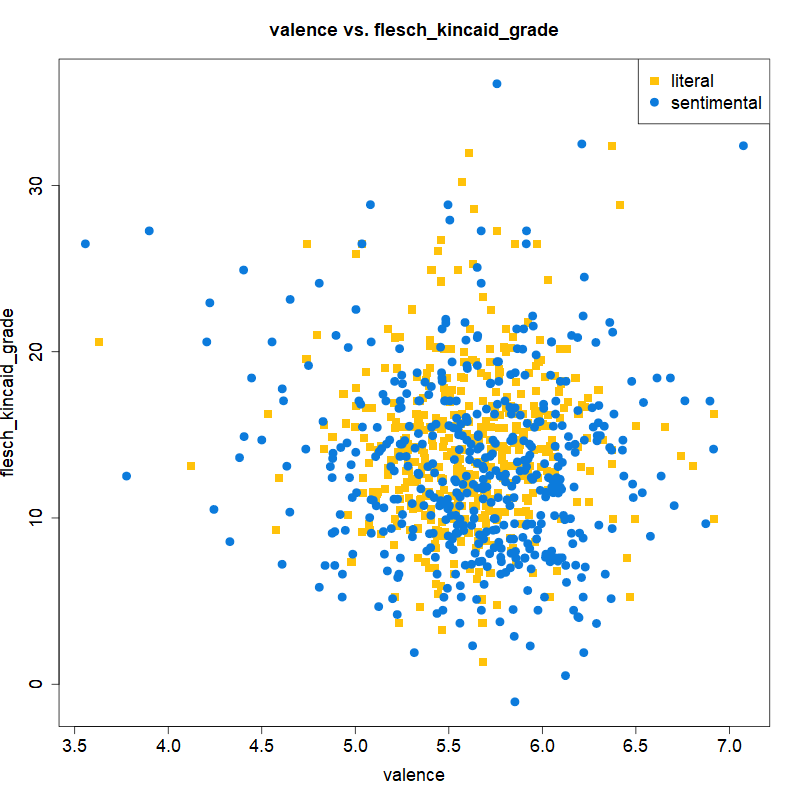 valence vs. flesch_kincaid_grade
literal
sentimental
flesch_kincaid_grade
30
20
10
0
3.5 4.0 4.5 5.0 5.5 6.0 6.5 7.0
valence